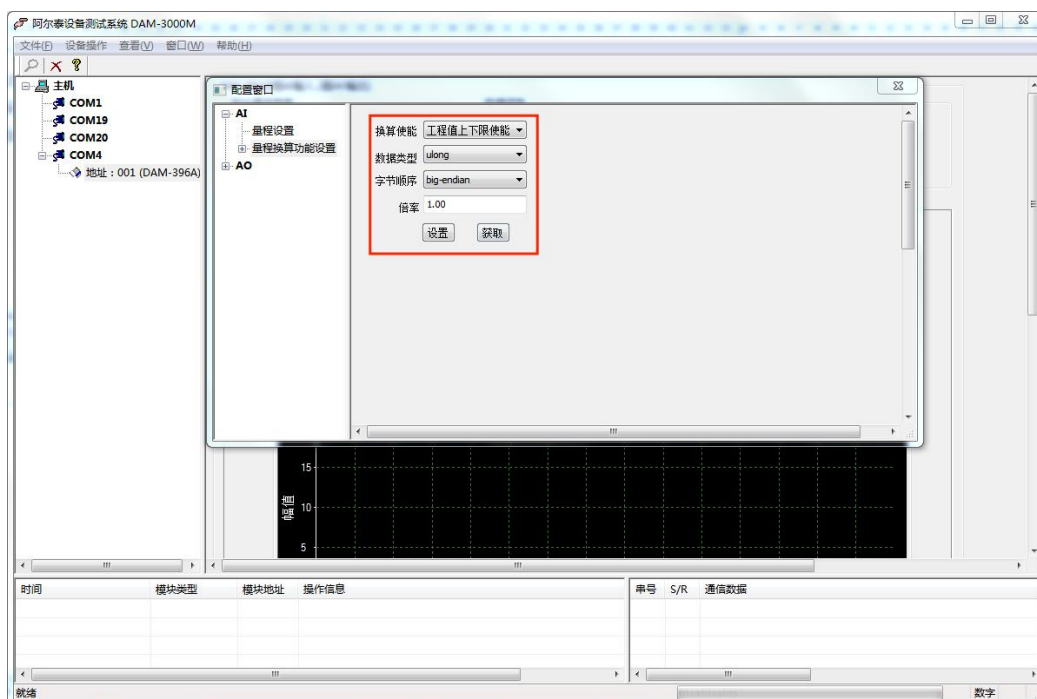 阿尔泰设备测试系统 DAM-3000M
文件(F) 设备操作 查看(V) 窗口(W) 帮助(H)
主机
COM1
COM19
COM20
COM4
地址：001 (DAM-396A)
配置窗口
AI
量程设置
量程换算功能设置
AO
换算使能 工程值上下限使能
数据类型 ulong
字节顺序 big-endian
倍率 1.00
设置 获取
幅值
15
10
5
时间 模块类型 模块地址 操作信息
串号 S/R 通信数据
就绪
数字